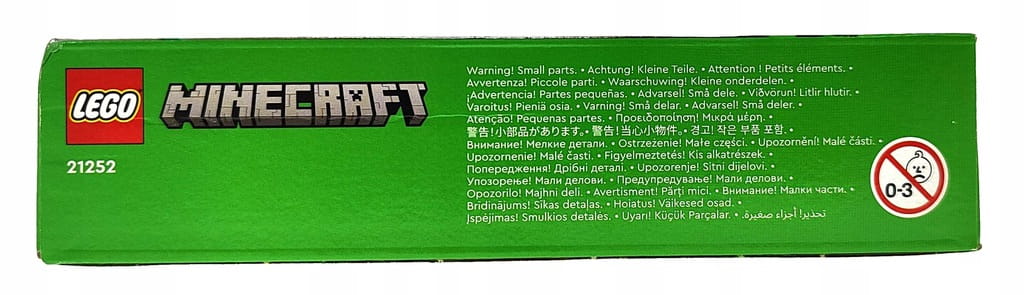 LEGO
MINECRAFT
21252
Warning! Small parts. • Achtung! Kleine Teile. • Attention ! Petits éléments. •
Avvertenza! Piccole parti. • Waarschuwing! Kleine onderdelen. •
¡Advertencia! Partes pequeñas. • Advarsel! Små dele. • Viðvörun! Litlir hlutir. •
Varoitus! Pieniä osia. • Varning! Små delar. • Advarsel! Små deler. •
Atenção! Pequenas partes. • Προειδοποίηση! Μικρά μέρη. •
警告!小部品があります。• 警告!当心小物件。• 경고! 작은 부품 포함. •
Внимание! Мелкие детали. • Ostrzeżenie! Małe części. • Upozornění! Malé části. •
Upozornenie! Malé časti. • Figyelmeztetés! Kis alkatrészek. •
Попередження! Дрібні деталі. • Upozorenje! Sitni dijelovi. •
Упозорење! Мали делови. • Предупредување! Мали делови. •
Opozorilo! Majhni deli. • Avertisment! Părți mici. • Внимание! Малки части. •
Brīdinājums! Sīkas detaļas. • Hoiatus! Väikesed osad. •
Įspėjimas! Smulkios detalės. • Uyarı! Küçük Parçalar. • تحذير! أجزاء صغيرة.
0-3